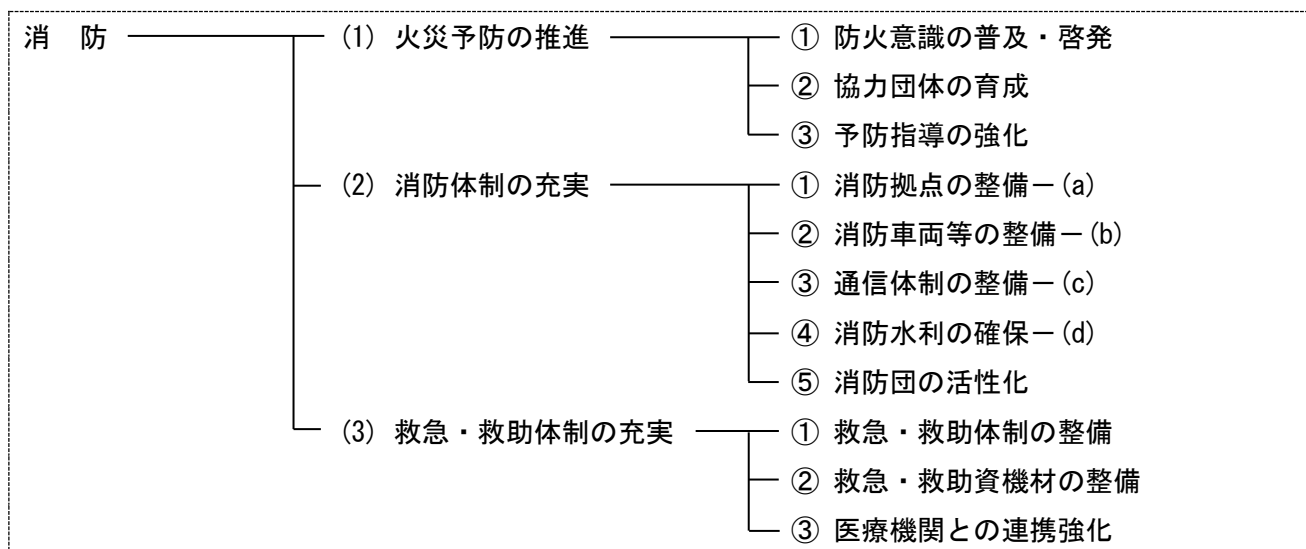 消　防
(1) 火災予防の推進
① 防火意識の普及・啓発
② 協力団体の育成
③ 予防指導の強化
(2) 消防体制の充実
① 消防拠点の整備－(a)
② 消防車両等の整備－(b)
③ 通信体制の整備－(c)
④ 消防水利の確保－(d)
⑤ 消防団の活性化
(3) 救急・救助体制の充実
① 救急・救助体制の整備
② 救急・救助資機材の整備
③ 医療機関との連携強化